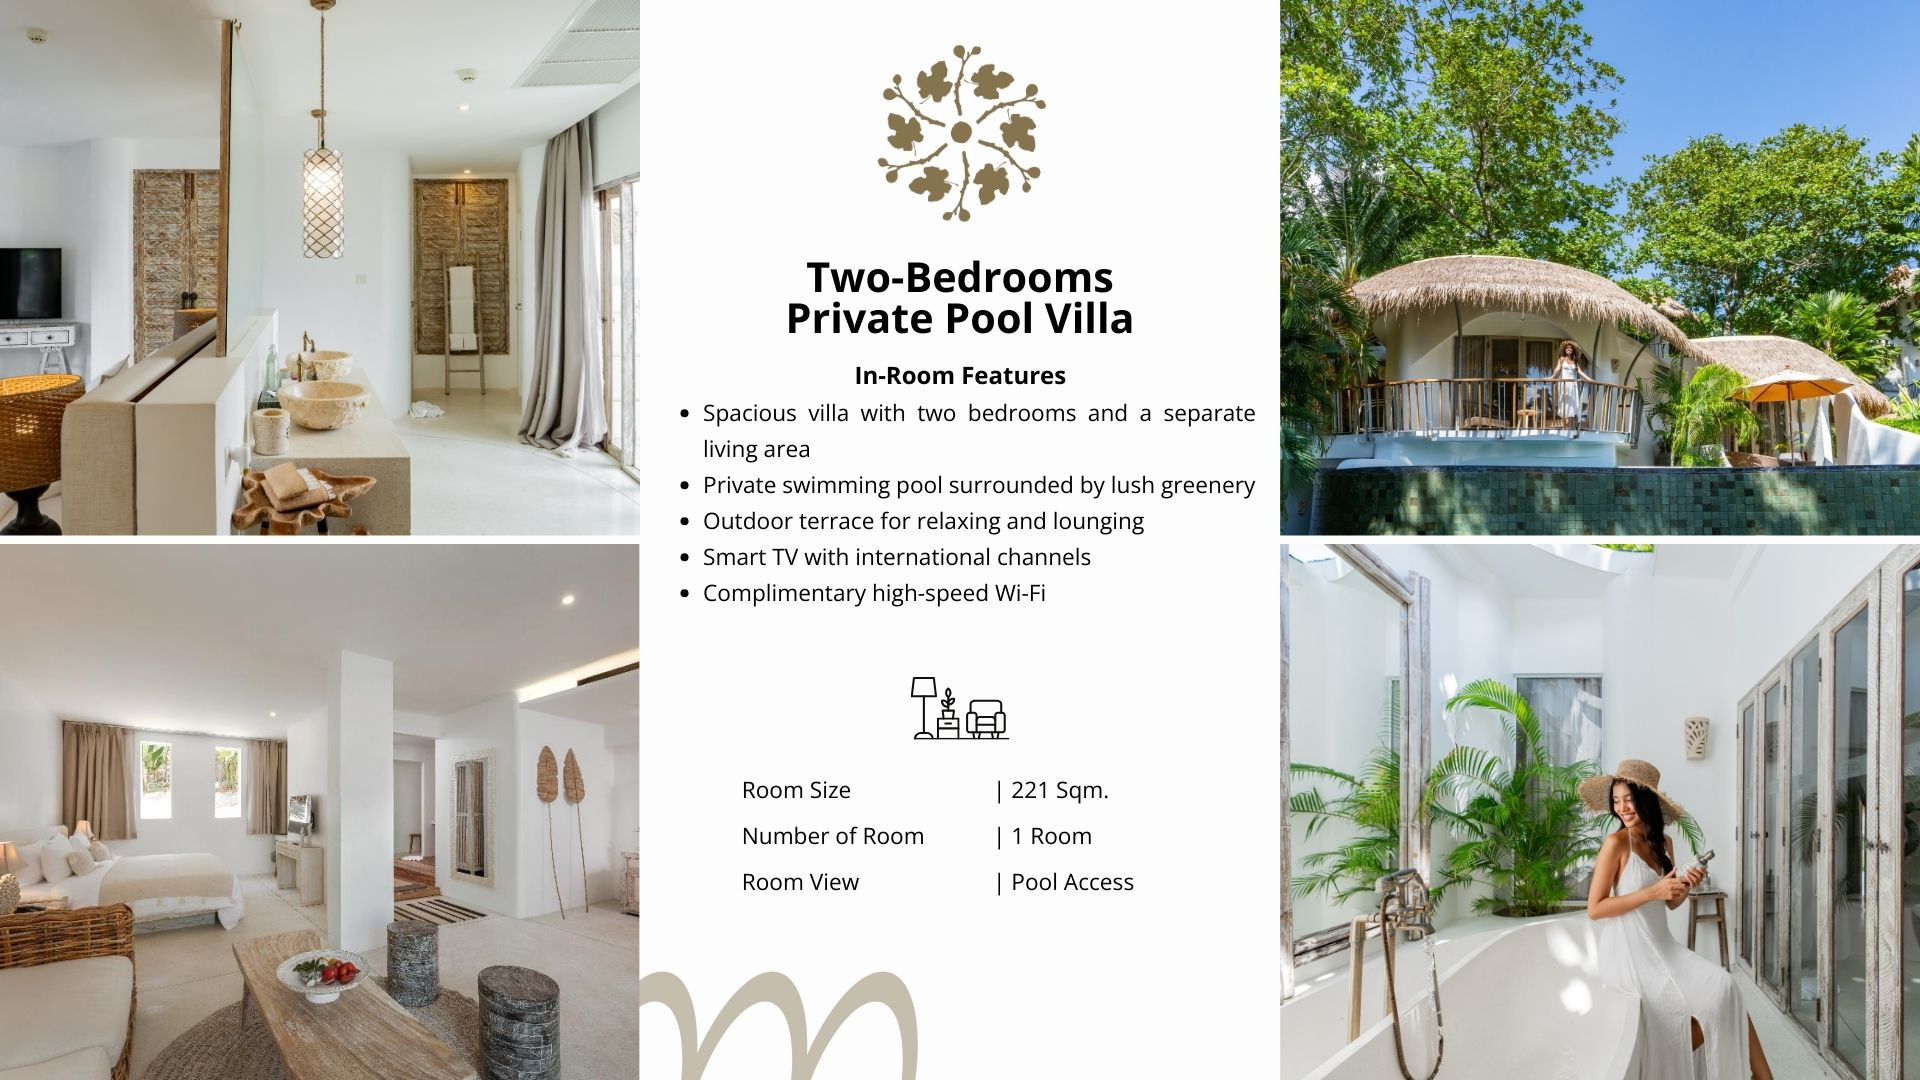 Two-Bedrooms
Private Pool Villa
In-Room Features
• Spacious villa with two bedrooms and a separate
living area
• Private swimming pool surrounded by lush greenery
• Outdoor terrace for relaxing and lounging
• Smart TV with international channels
• Complimentary high-speed Wi-Fi
Room Size | 221 Sqm.
Number of Room | 1 Room
Room View | Pool Access
m